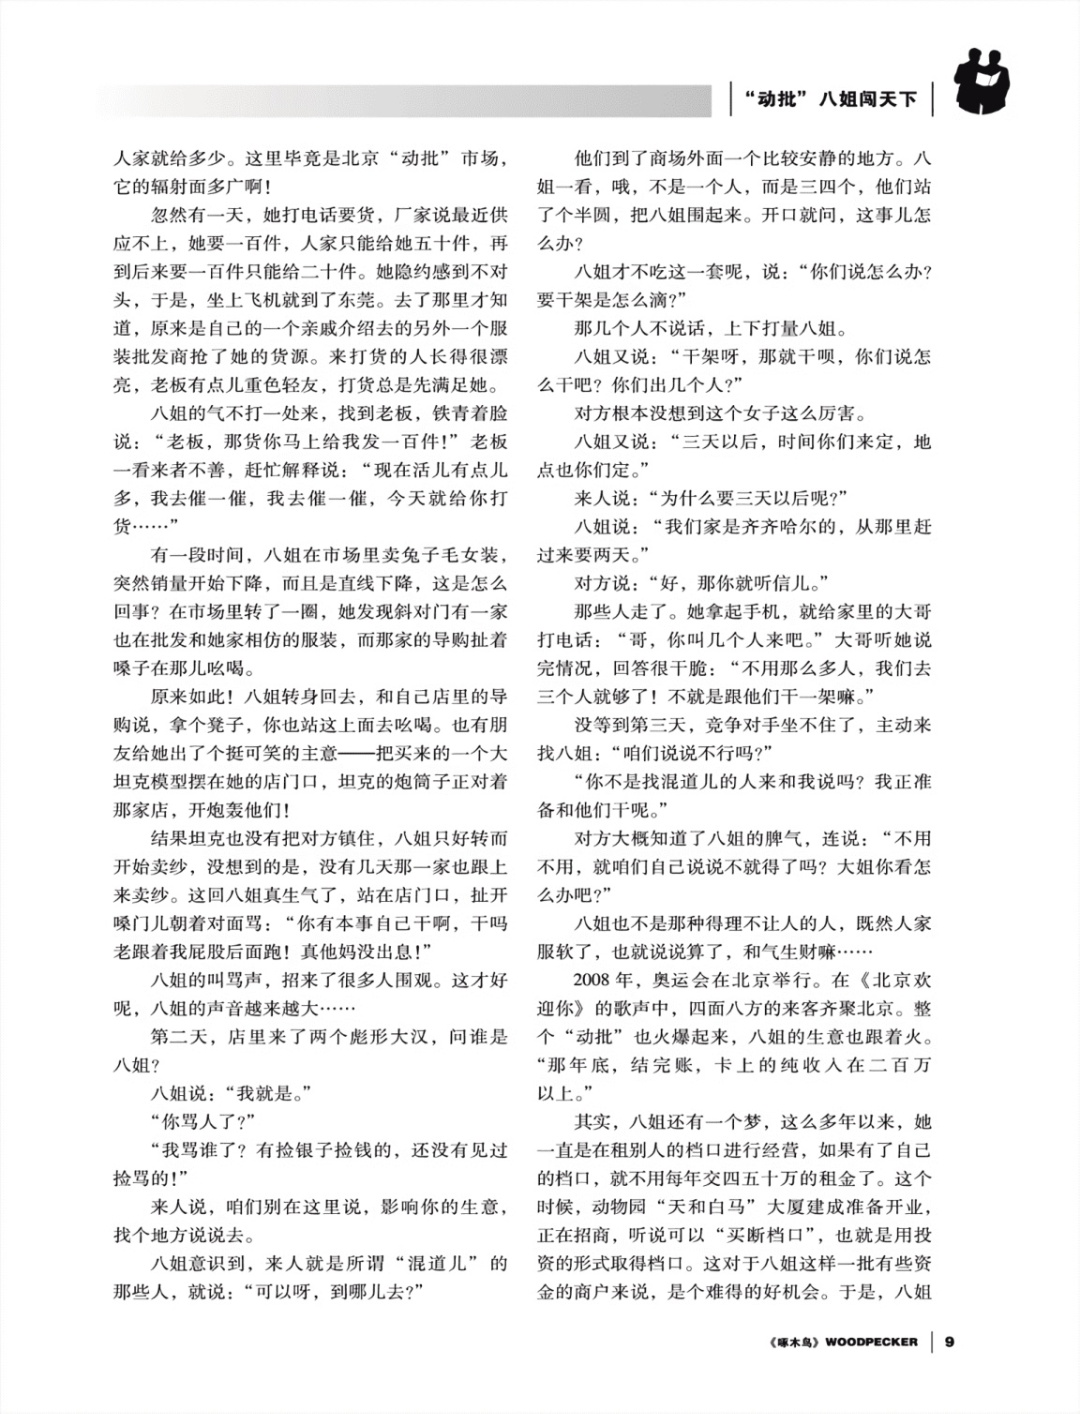 “动批”八姐闯天下
人家就给多少。这里毕竟是北京“动批”市场，
它的辐射面多广啊！
忽然有一天，她打电话要货，厂家说最近供
应不上，她要一百件，人家只能给她五十件，再
到后来要一百件只能给二十件。她隐约感到不对
头，于是，坐上飞机就到了东莞。去了那里才知
道，原来是自己的一个亲戚介绍去的另外一个服
装批发商抢了她的货源。来打货的人长得很漂
亮，老板有点儿重色轻友，打货总是先满足她。
八姐的气不打一处来，找到老板，铁青着脸
说：“老板，那货你马上给我发一百件！”老板
一看来者不善，赶忙解释说：“现在活儿有点儿
多，我去催一催，我去催一催，今天就给你打
货……”
有一段时间，八姐在市场里卖兔子毛女装，
突然销量开始下降，而且是直线下降，这是怎么
回事？在市场里转了一圈，她发现斜对门有一家
也在批发和她家相仿的服装，而那家的导购扯着
嗓子在那儿吆喝。
原来如此！八姐转身回去，和自己店里的导
购说，拿个凳子，你也站这上面去吆喝。也有朋
友给她出了个挺可笑的主意——把买来的一个大
坦克模型摆在她的店门口，坦克的炮筒子正对着
那家店，开炮轰他们！
结果坦克也没有把对方镇住，八姐只好转而
开始卖纱，没想到的是，没有几天那一家也跟上
来卖纱。这回八姐真生气了，站在店门口，扯开
嗓门儿朝着对面骂：“你有本事自己干啊，干吗
老跟着我屁股后面跑！真他妈没出息！”
八姐的叫骂声，招来了很多人围观。这才好
呢，八姐的声音越来越大……
第二天，店里来了两个彪形大汉，问谁是
八姐？
八姐说：“我就是。”
“你骂人了？”
“我骂谁了？有捡银子捡钱的，还没有见过
捡骂的！”
来人说，咱们别在这里说，影响你的生意，
找个地方说说去。
八姐意识到，来人就是所谓“混道儿”的
那些人，就说：“可以呀，到哪儿去？”
他们到了商场外面一个比较安静的地方。八
姐一看，哦，不是一个人，而是三四个，他们站
了个半圆，把八姐围起来。开口就问，这事儿怎
么办？
八姐才不吃这一套呢，说：“你们说怎么办？
要干架是怎么滴？”
那几个人不说话，上下打量八姐。
八姐又说：“干架呀，那就干呗，你们说怎
么干吧？你们出几个人？”
对方根本没想到这个女子这么厉害。
八姐又说：“三天以后，时间你们来定，地
点也你们定。”
来人说：“为什么要三天以后呢？”
八姐说：“我们家是齐齐哈尔的，从那里赶
过来要两天。”
对方说：“好，那你就听信儿。”
那些人走了。她拿起手机，就给家里的大哥
打电话：“哥，你叫几个人来吧。”大哥听她说
完情况，回答很干脆：“不用那么多人，我们去
三个人就够了！不就是跟他们干一架嘛。”
没等到第三天，竞争对手坐不住了，主动来
找八姐：“咱们说说不行吗？”
“你不是找混道儿的人来和我说吗？我正准
备和他们干呢。”
对方大概知道了八姐的脾气，连说：“不用
不用，就咱们自己说说不就得了吗？大姐你看怎
么办吧？”
八姐也不是那种得理不让人的人，既然人家
服软了，也就说说算了，和气生财嘛……
2008年，奥运会在北京举行。在《北京欢
迎你》的歌声中，四面八方的来客齐聚北京。整
个“动批”也火爆起来，八姐的生意也跟着火。
“那年底，结完账，卡上的纯收入在二百万
以上。”
其实，八姐还有一个梦，这么多年以来，她
一直是在租别人的档口进行经营，如果有了自己
的档口，就不用每年交四五十万的租金了。这个
时候，动物园“天和白马”大厦建成准备开业，
正在招商，听说可以“买断档口”，也就是用投
资的形式取得档口。这对于八姐这样一批有些资
金的商户来说，是个难得的好机会。于是，八姐
《啄木鸟》WOODPECKER 9